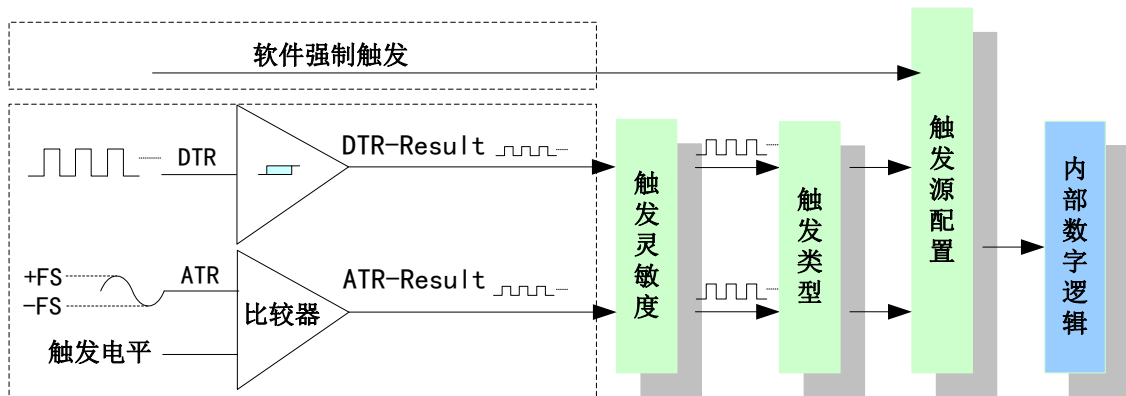 软件强制触发
DTR
DTR-Result
+FS
-FS
ATR
ATR-Result
比较器
触发电平
触发灵敏度
触发类型
触发源配置
内部数字逻辑